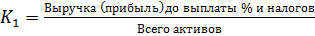 K₁ = Выручка (прибыль)до выплаты % и налогов
Всего активов